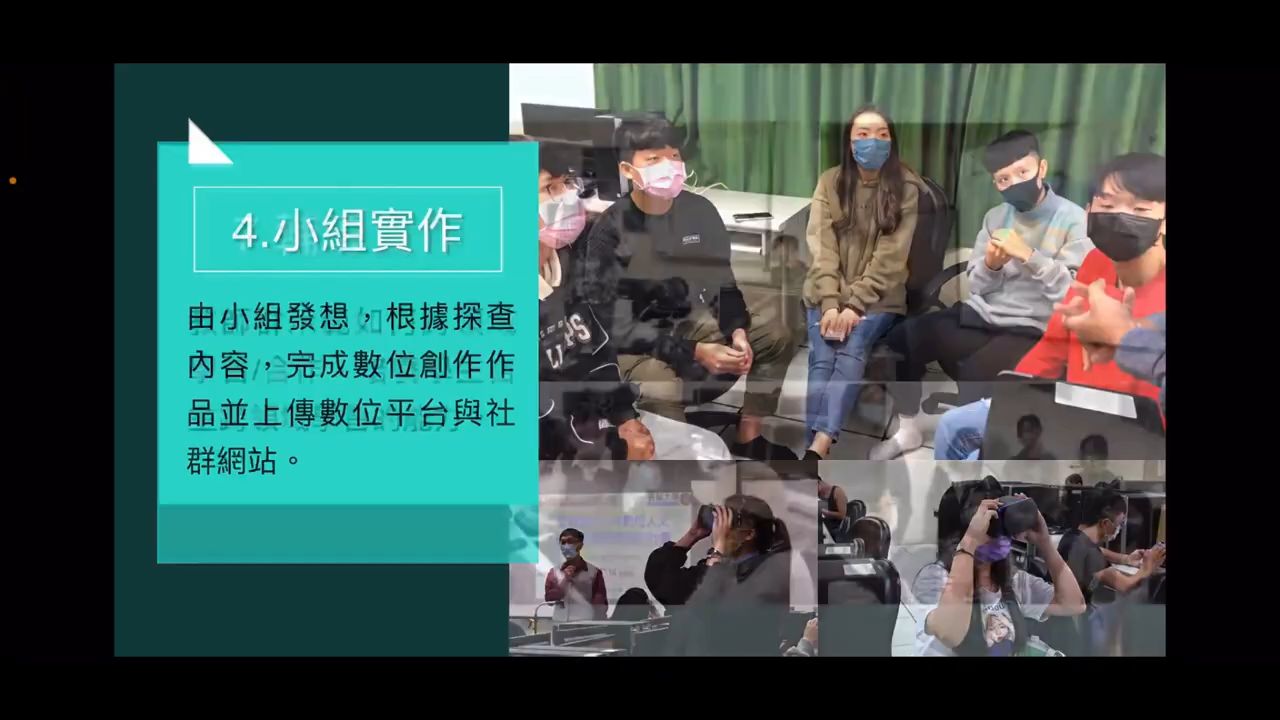 4.小組實作
由小組發想，根據探查
內容，完成數位創作作
品並上傳數位平台與社
群網站。